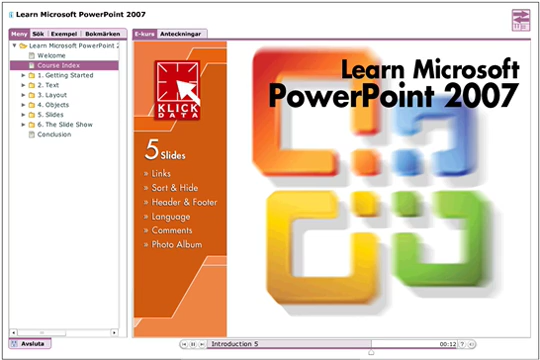 Learn Microsoft PowerPoint 2007
Meny
Sök
Exempel
Bokmärken
E-kurs
Anteckningar
Learn Microsoft PowerPoint 2
Welcome
Course Index
1. Getting Started
2. Text
3. Layout
4. Objects
5. Slides
6. The Slide Show
Conclusion
KLICK
DATA
5 Slides
» Links
» Sort & Hide
» Header & Footer
» Language
» Comments
» Photo Album
Learn Microsoft
PowerPoint 2007
Avsluta
Introduction 5
00:12
?